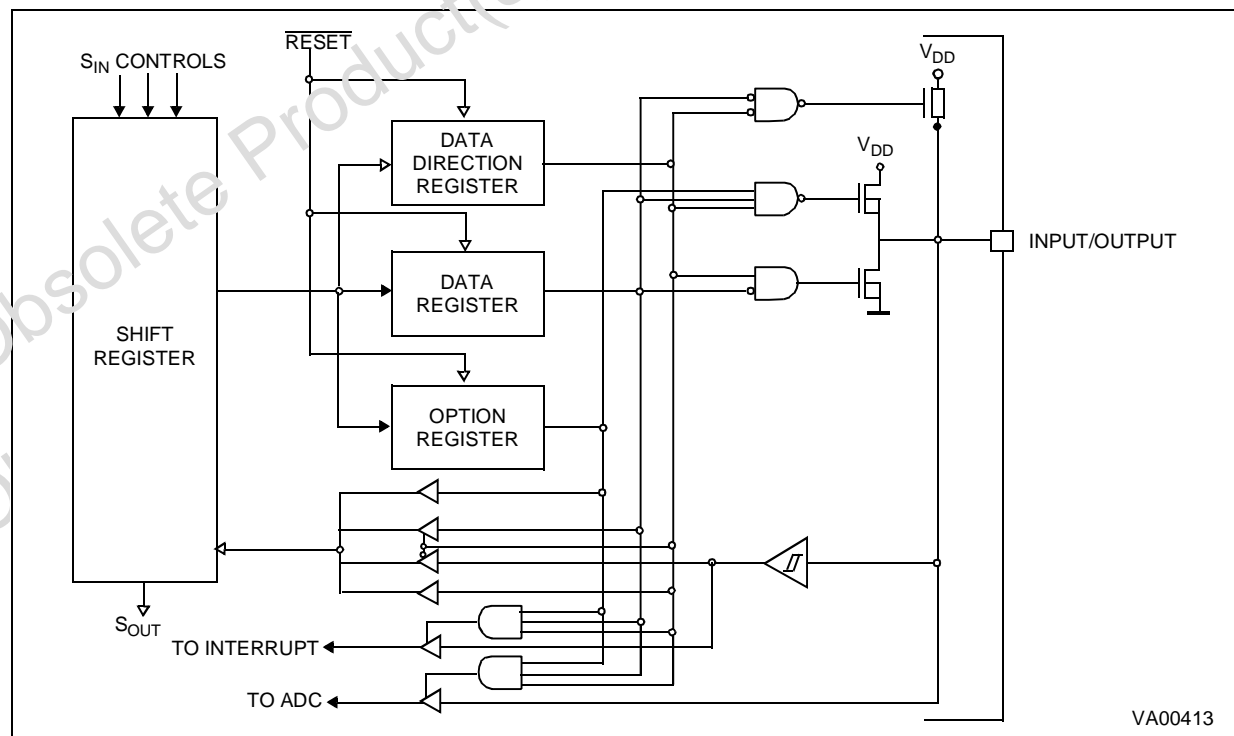 Obsolete Product(
RESET
S_IN CONTROLS
V_DD
DATA
DIRECTION
REGISTER
V_DD
INPUT/OUTPUT
DATA
REGISTER
SHIFT
REGISTER
OPTION
REGISTER
S_OUT
TO INTERRUPT
TO ADC
VA00413